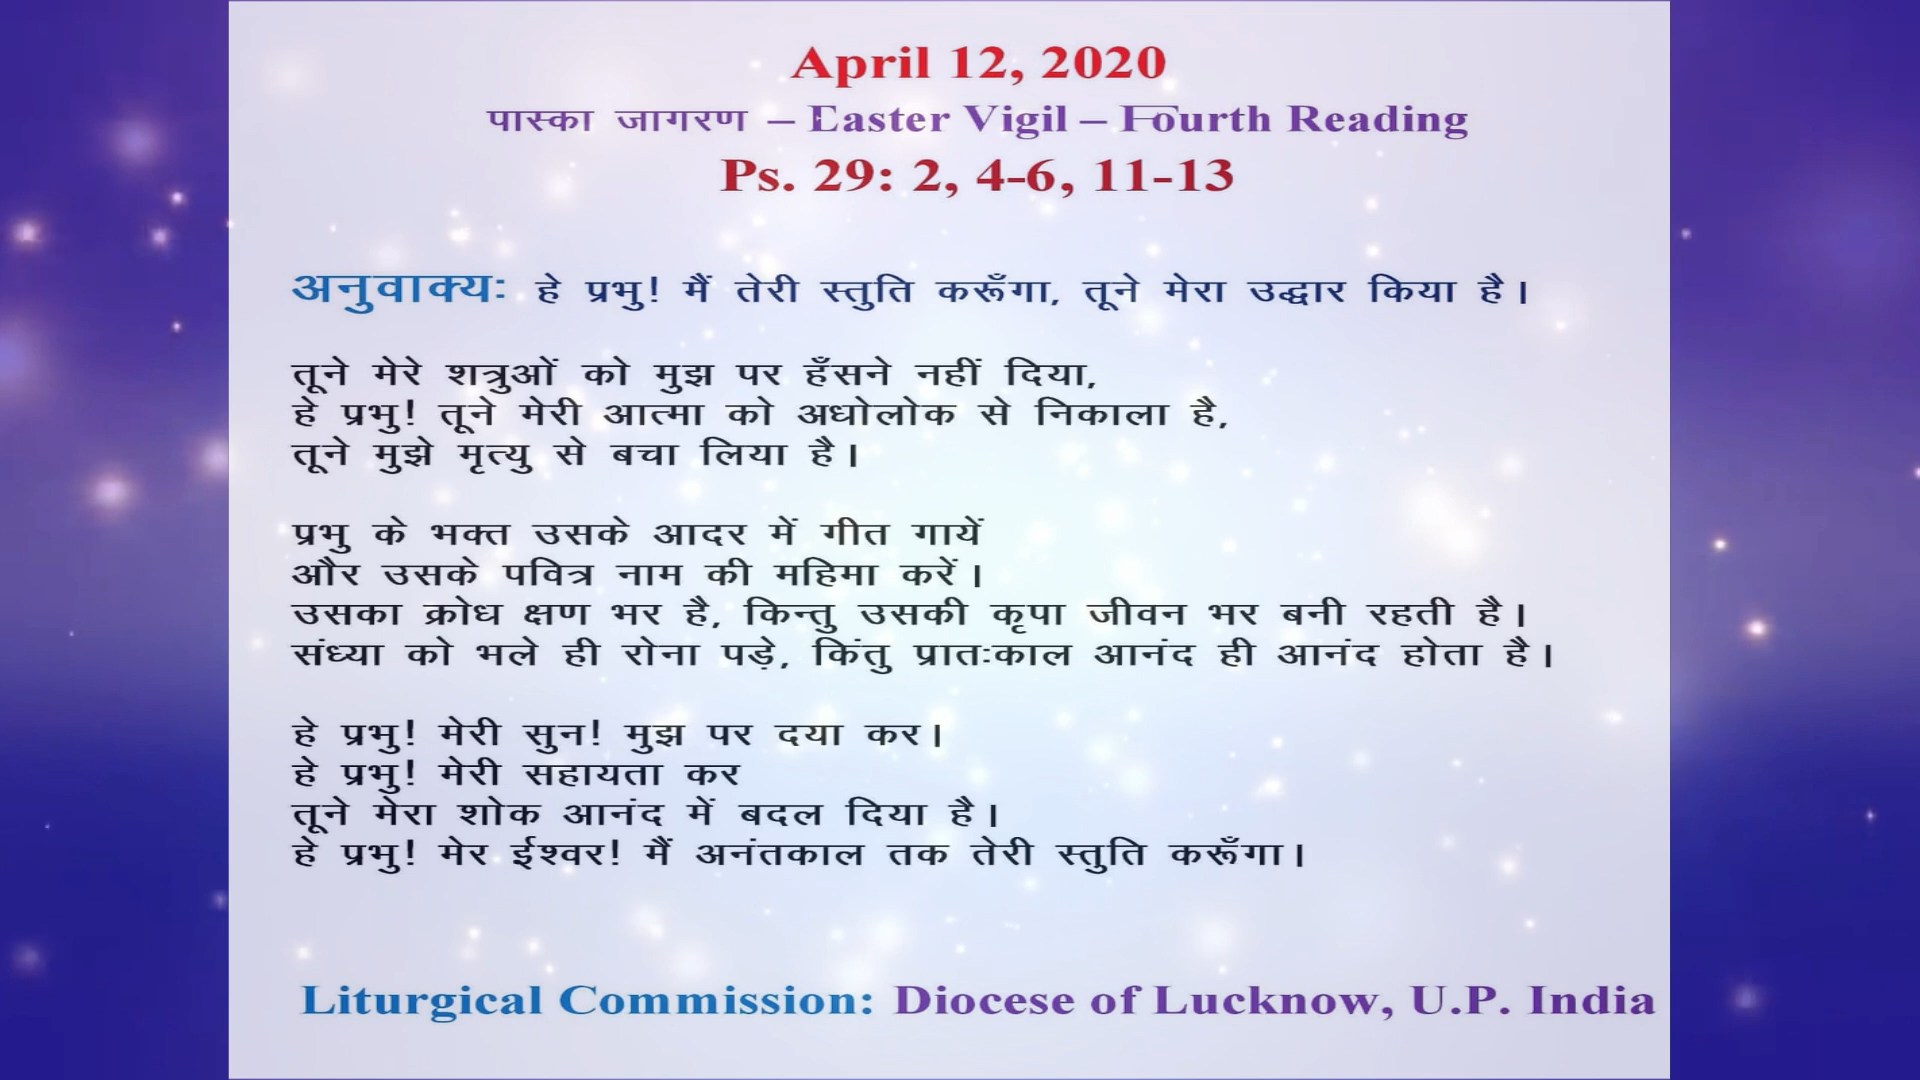 April 12, 2020
पास्का जागरण – Easter Vigil – Fourth Reading
Ps. 29: 2, 4-6, 11-13
अनुवाक्यः हे प्रभु! मैं तेरी स्तुति करूँगा, तूने मेरा उद्धार किया है।
तूने मेरे शत्रुओं को मुझ पर हँसने नहीं दिया,
हे प्रभु! तूने मेरी आत्मा को अधोलोक से निकाला है,
तूने मुझे मृत्यु से बचा लिया है।
प्रभु के भक्त उसके आदर में गीत गायें
और उसके पवित्र नाम की महिमा करें।
उसका क्रोध क्षण भर है, किन्तु उसकी कृपा जीवन भर बनी रहती है।
संध्या को भले ही रोना पड़े, किंतु प्रातःकाल आनंद ही आनंद होता है।
हे प्रभु! मेरी सुन! मुझ पर दया कर।
हे प्रभु! मेरी सहायता कर
तूने मेरा शोक आनंद में बदल दिया है।
हे प्रभु! मेर ईश्वर! मैं अनंतकाल तक तेरी स्तुति करूँगा।
Liturgical Commission: Diocese of Lucknow, U.P. India